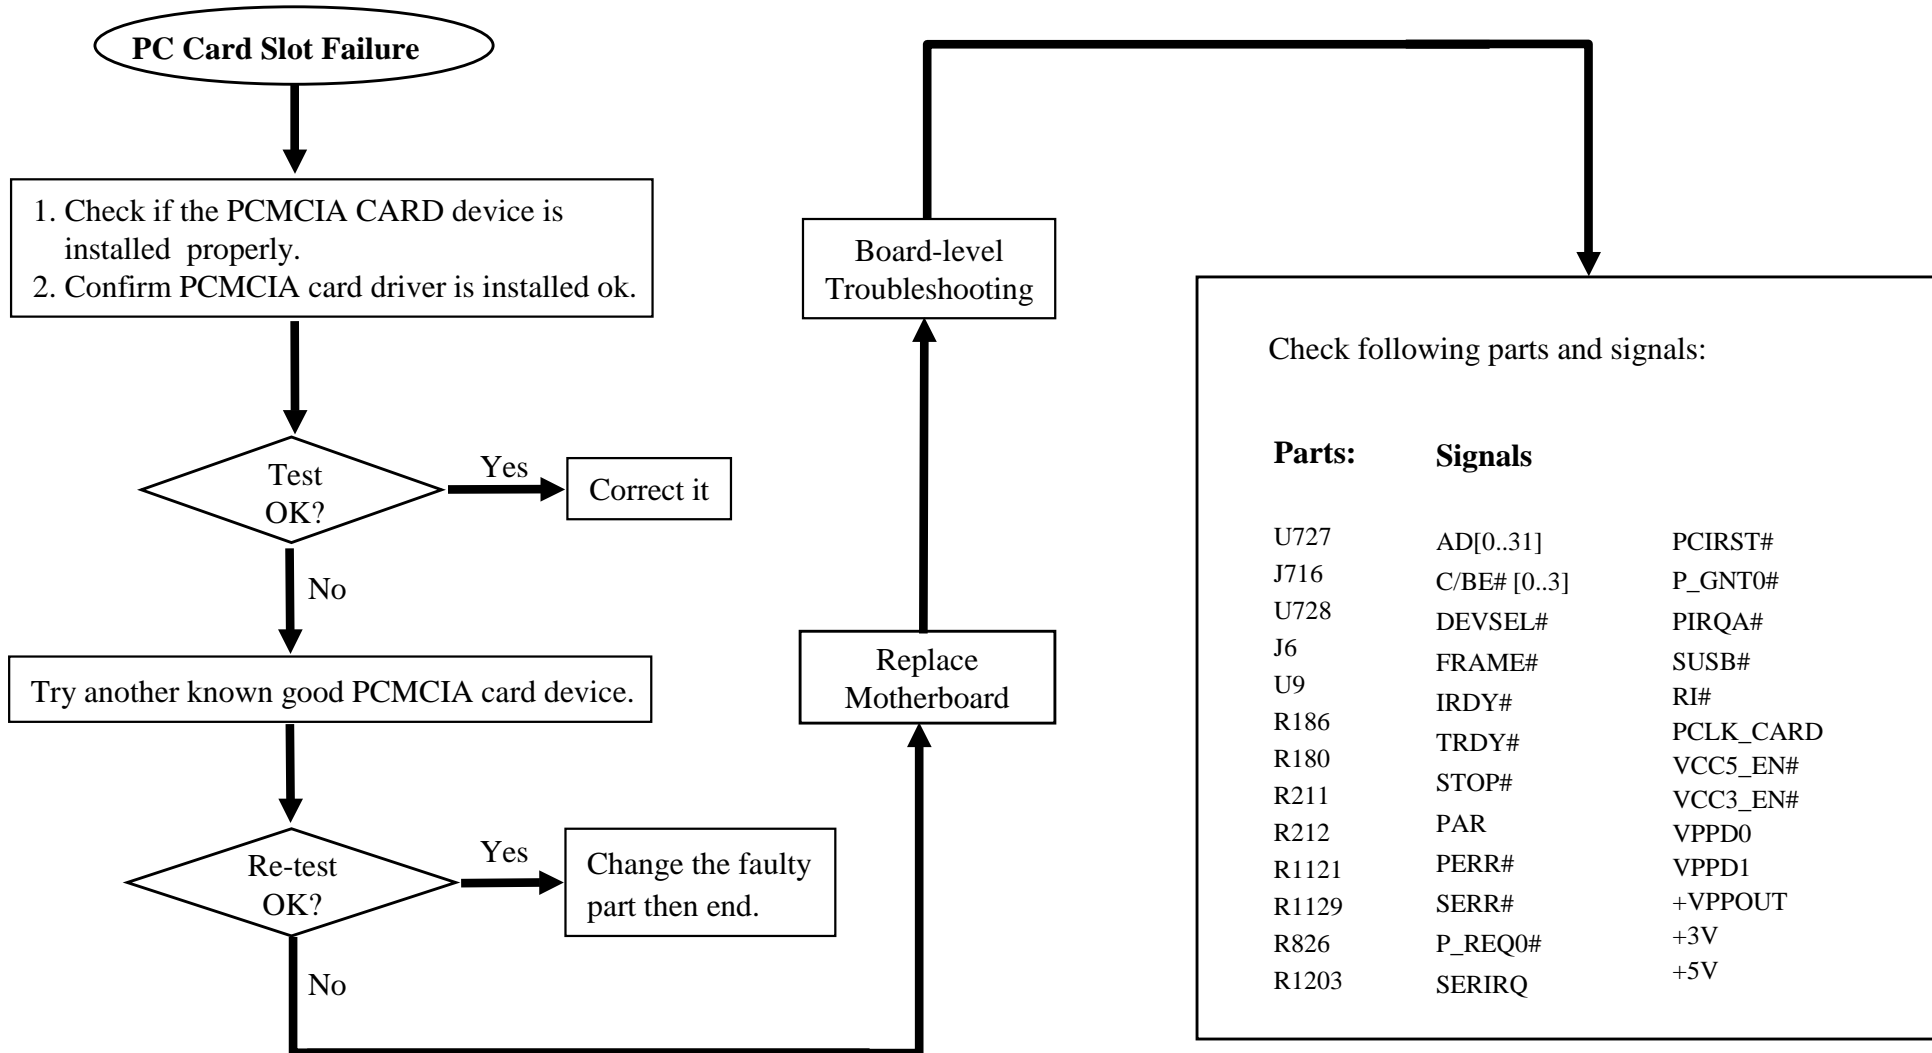 PC Card Slot Failure
1. Check if the PCMCIA CARD device is
installed properly.
2. Confirm PCMCIA card driver is installed ok.
Test
OK?
Yes
Correct it
No
Try another known good PCMCIA card device.
Re-test
OK?
Yes
Change the faulty
part then end.
No
Replace
Motherboard
Board-level
Troubleshooting
Check following parts and signals:
Parts:
U727
J716
U728
J6
U9
R186
R180
R211
R212
R1121
R1129
R826
R1203
Signals
AD[0..31]
C/BE# [0..3]
DEVSEL#
FRAME#
IRDY#
TRDY#
STOP#
PAR
PERR#
SERR#
P_REQ0#
SERIRQ
PCIRST#
P_GNT0#
PIRQA#
SUSB#
RI#
PCLK_CARD
VCC5_EN#
VCC3_EN#
VPPD0
VPPD1
+VPPOUT
+3V
+5V